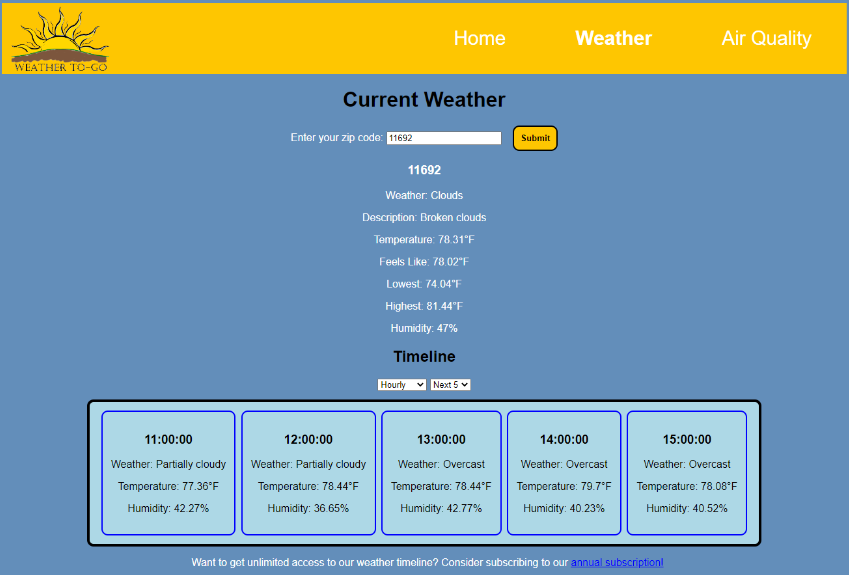 Home Weather Air Quality
WEATHER TO-GO
Current Weather
Enter your zip code: 11692 Submit
11692
Weather: Clouds
Description: Broken clouds
Temperature: 78.31°F
Feels Like: 78.02°F
Lowest: 74.04°F
Highest: 81.44°F
Humidity: 47%
Timeline
Hourly Next 5
11:00:00 12:00:00 13:00:00 14:00:00 15:00:00
Weather: Partially cloudy Weather: Partially cloudy Weather: Overcast Weather: Overcast Weather: Overcast
Temperature: 77.36°F Temperature: 78.44°F Temperature: 78.44°F Temperature: 79.7°F Temperature: 78.08°F
Humidity: 42.27% Humidity: 36.65% Humidity: 42.77% Humidity: 40.23% Humidity: 40.52%
Want to get unlimited access to our weather timeline? Consider subscribing to our annual subscription!